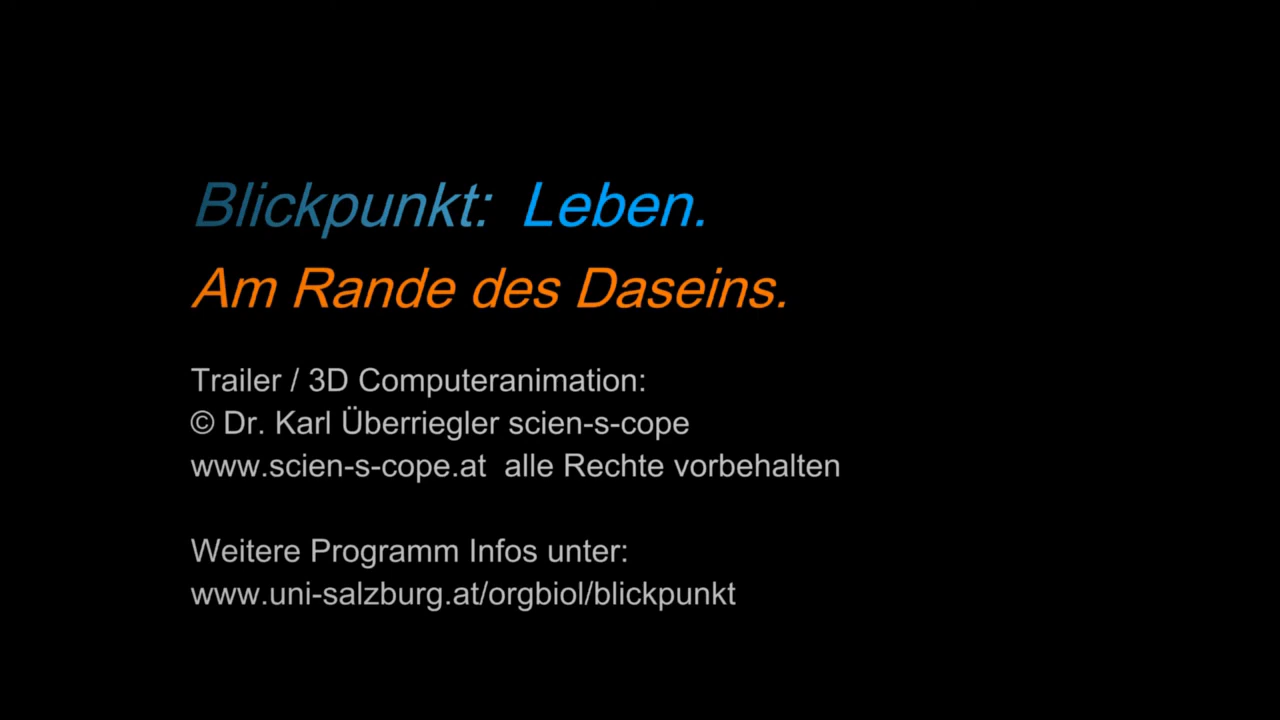 Blickpunkt: Leben.
Am Rande des Daseins.
Trailer / 3D Computeranimation:
© Dr. Karl Überriegler scien-s-cope
www.scien-s-cope.at alle Rechte vorbehalten
Weitere Programm Infos unter:
www.uni-salzburg.at/orgbiol/blickpunkt